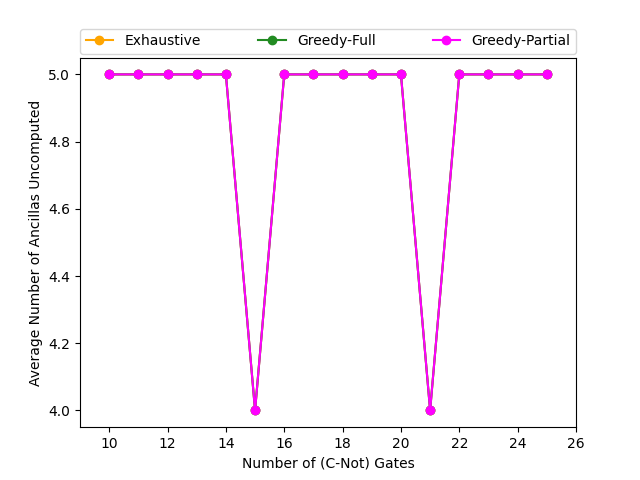 Exhaustive Greedy-Full Greedy-Partial
5.0
4.8
4.6
4.4
4.2
4.0
Average Number of Ancillas Uncomputed
10 12 14 16 18 20 22 24 26
Number of (C-Not) Gates